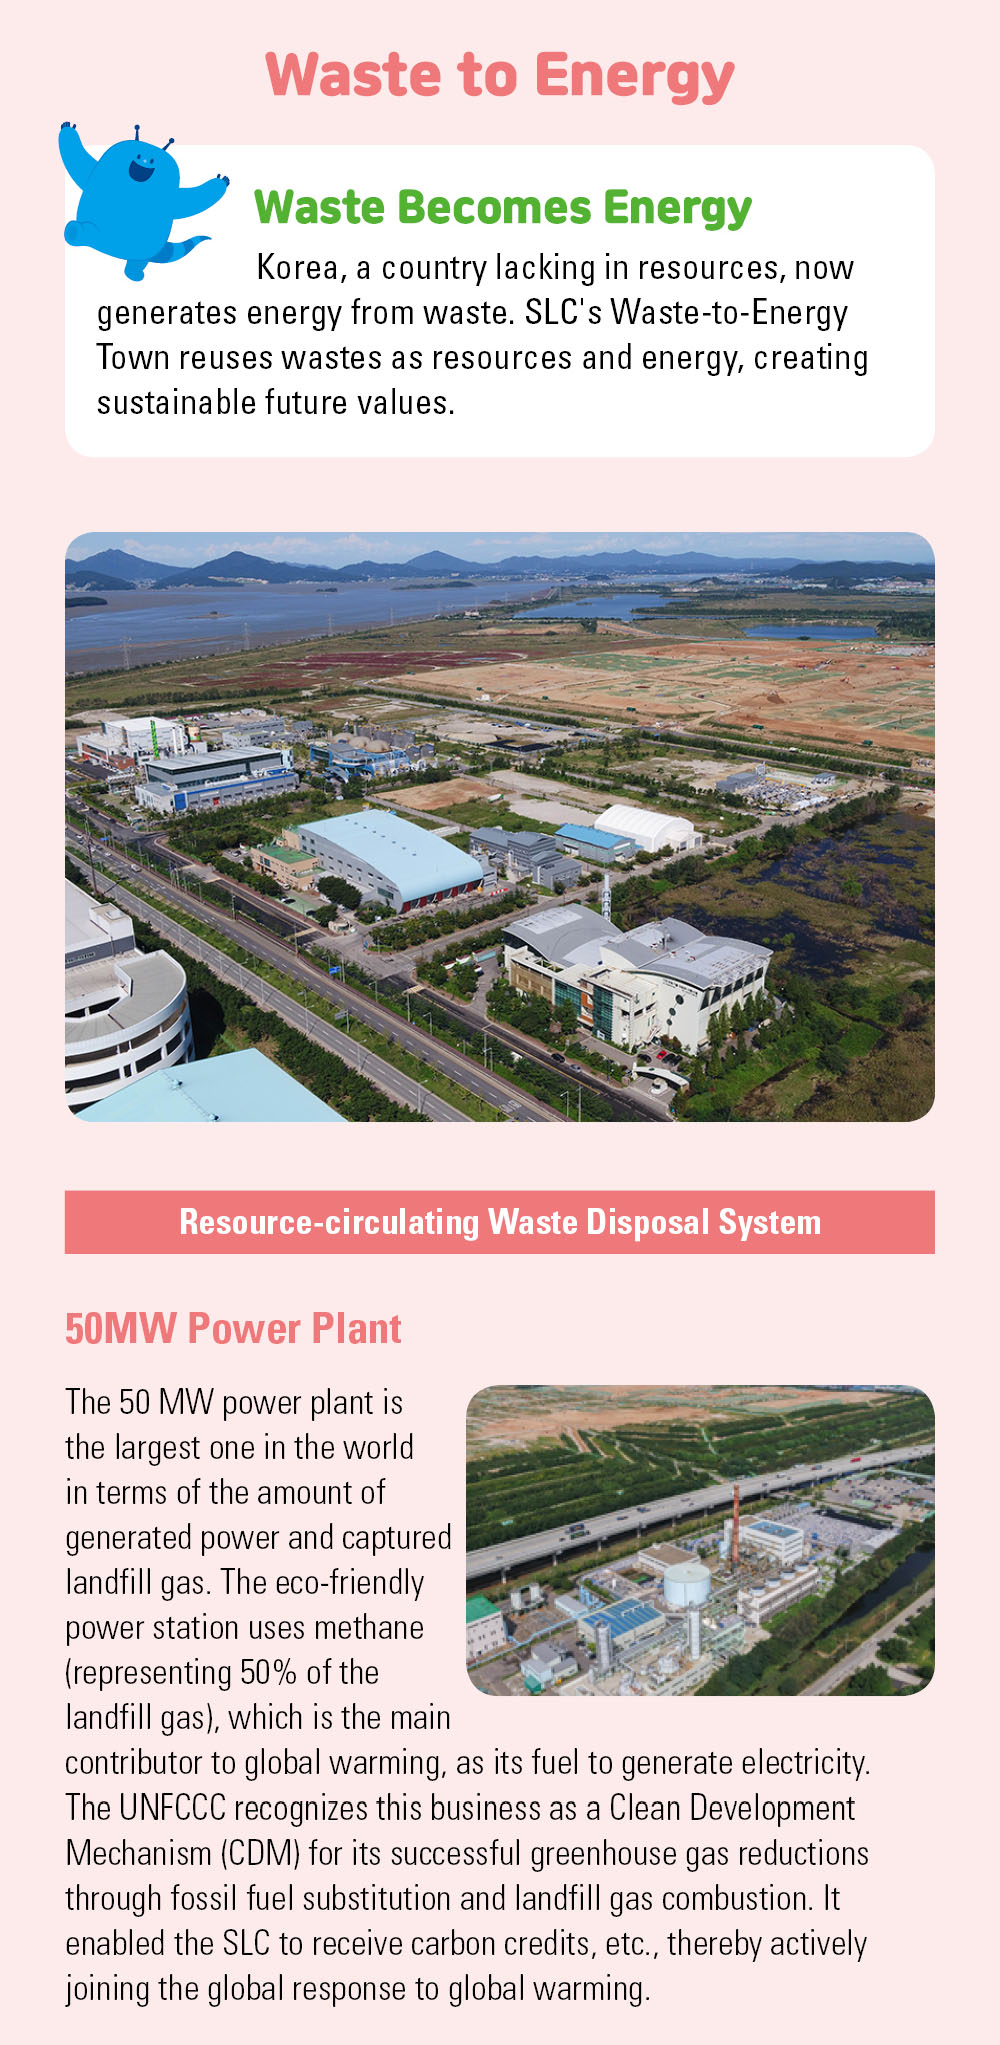 Waste to Energy
Waste Becomes Energy
Korea, a country lacking in resources, now
generates energy from waste. SLC's Waste-to-Energy
Town reuses wastes as resources and energy, creating
sustainable future values.
Resource-circulating Waste Disposal System
50MW Power Plant
The 50 MW power plant is
the largest one in the world
in terms of the amount of
generated power and captured
landfill gas. The eco-friendly
power station uses methane
(representing 50% of the
landfill gas), which is the main
contributor to global warming, as its fuel to generate electricity.
The UNFCCC recognizes this business as a Clean Development
Mechanism (CDM) for its successful greenhouse gas reductions
through fossil fuel substitution and landfill gas combustion. It
enabled the SLC to receive carbon credits, etc., thereby actively
joining the global response to global warming.